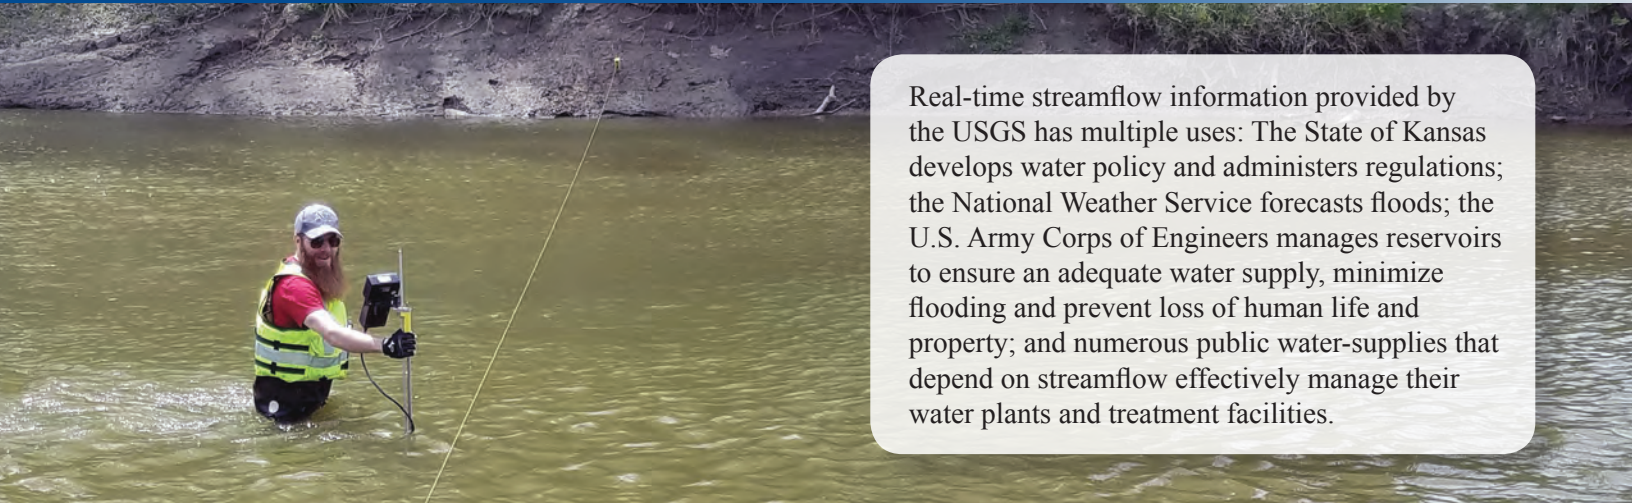 Real-time streamflow information provided by
the USGS has multiple uses: The State of Kansas
develops water policy and administers regulations;
the National Weather Service forecasts floods; the
U.S. Army Corps of Engineers manages reservoirs
to ensure an adequate water supply, minimize
flooding and prevent loss of human life and
property; and numerous public water-supplies that
depend on streamflow effectively manage their
water plants and treatment facilities.